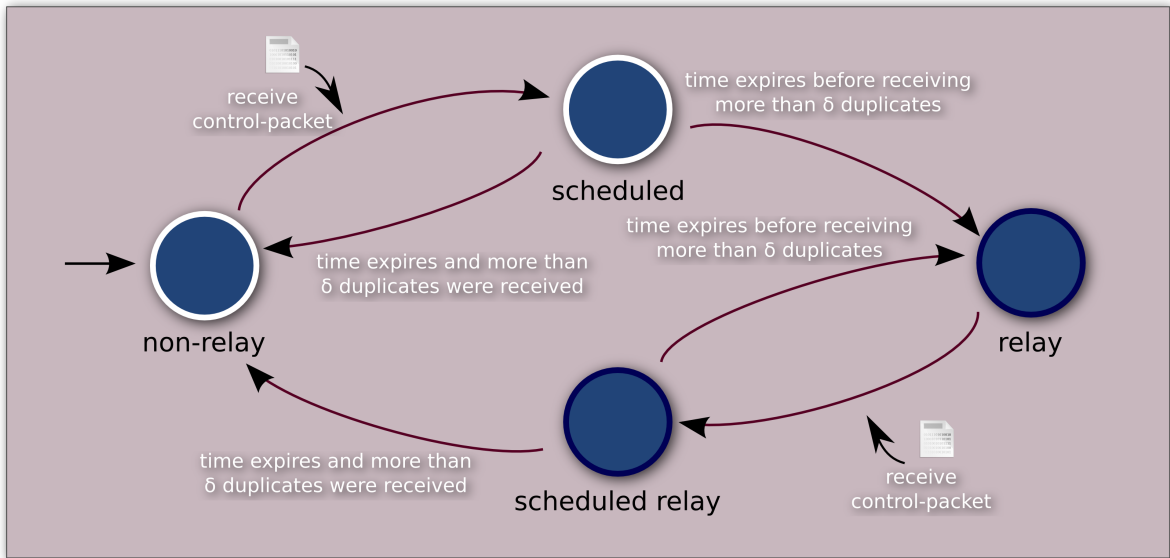 receive
control-packet
time expires before receiving
more than δ duplicates
scheduled
time expires before receiving
more than δ duplicates
time expires and more than
δ duplicates were received
non-relay
relay
time expires and more than
δ duplicates were received
scheduled relay
receive
control-packet